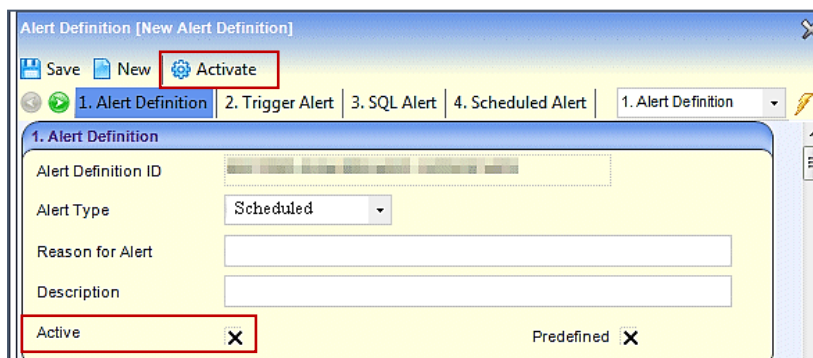 Alert Definition [New Alert Definition]
Save New Activate
1. Alert Definition 2. Trigger Alert 3. SQL Alert 4. Scheduled Alert 1. Alert Definition
1. Alert Definition
Alert Definition ID
Alert Type Scheduled
Reason for Alert
Description
Active Predefined